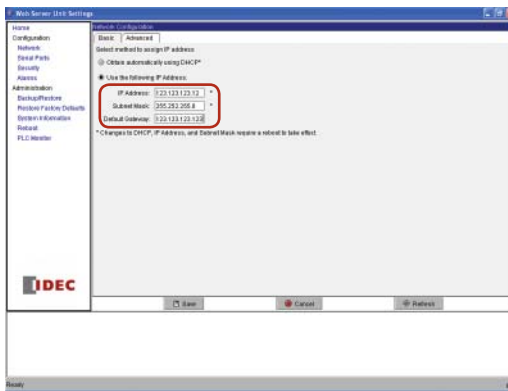 Web Server Unit Settings
Network Configuration
Home
Configuration
Network
Serial Ports
Security
Alarms
Administration
Backup/Restore
Restore Factory Defaults
System Information
Reboot
PLC Monitor
Basic
Advanced
Select method to assign IP address
Obtain automatically using DHCP*
Use the following IP Address:
IP Address: 123.123.123.12 *
Subnet Mask: 255.252.255.0 *
Default Gateway: 123.123.123.123
* Changes to DHCP, IP Address, and Subnet Mask require a reboot to take effect.
IDEC
Save
Cancel
Refresh
Ready